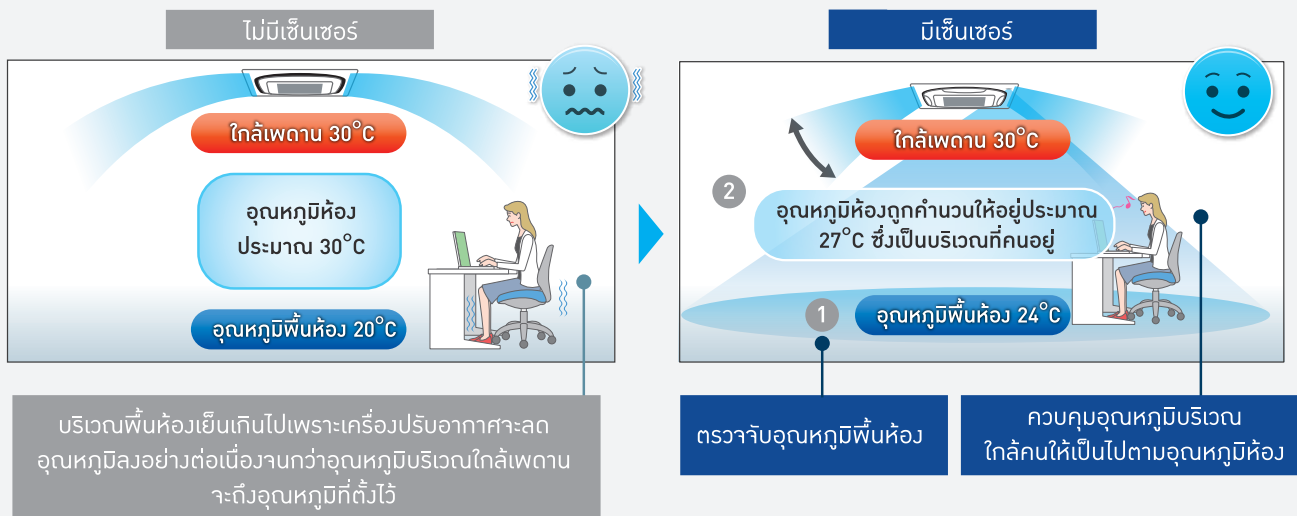 ไม่มีเซ็นเซอร์
ใกล้เพดาน 30°C
อุณหภูมิห้อง
ประมาณ 30°C
อุณหภูมิพื้นห้อง 20°C
บริเวณพื้นห้องเย็นเกินไปเพราะเครื่องปรับอากาศจะลด
อุณหภูมิลงอย่างต่อเนื่องจนกว่าอุณหภูมิบริเวณใกล้เพดาน
จะถึงอุณหภูมิที่ตั้งไว้
มีเซ็นเซอร์
ใกล้เพดาน 30°C
2
อุณหภูมิห้องถูกคำนวนให้อยู่ประมาณ
27°C ซึ่งเป็นบริเวณที่คนอยู่
1
อุณหภูมิพื้นห้อง 24°C
ตรวจจับอุณหภูมิพื้นห้อง
ควบคุมอุณหภูมิบริเวณ
ใกล้คนให้เป็นไปตามอุณหภูมิห้อง